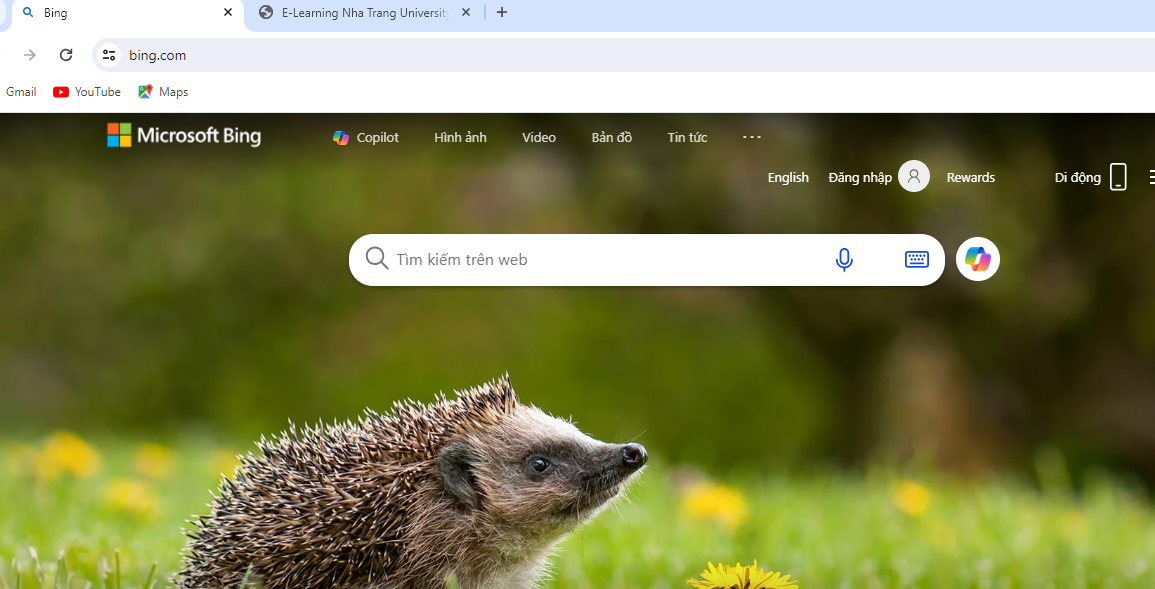 Bing
E-Learning Nha Trang University
bing.com
Gmail YouTube Maps
Microsoft Bing Copilot Hình ảnh Video Bản đồ Tin tức
English Đăng nhập Rewards Di động
Tìm kiếm trên web